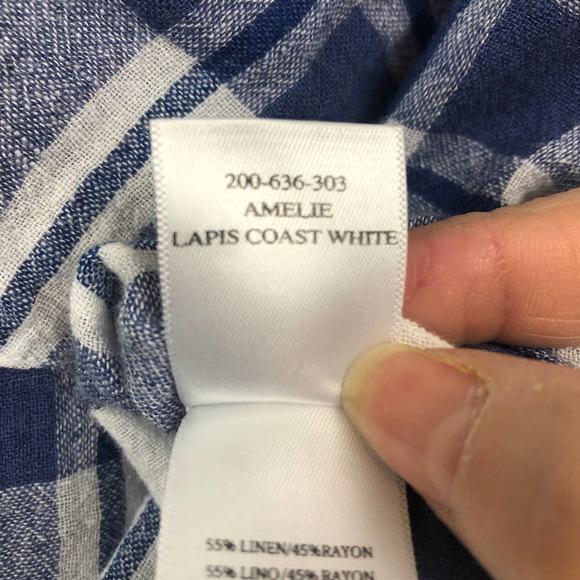 200-636-303
AMELIE
LAPIS COAST WHITE
55% LINEN/45%RAYON
55% LINO/45%RAYON